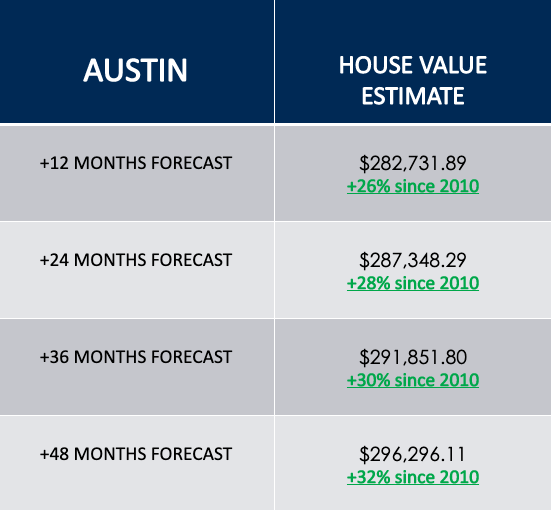 AUSTIN
HOUSE VALUE
ESTIMATE
+12 MONTHS FORECAST
$282,731.89
+26% since 2010
+24 MONTHS FORECAST
$287,348.29
+28% since 2010
+36 MONTHS FORECAST
$291,851.80
+30% since 2010
+48 MONTHS FORECAST
$296,296.11
+32% since 2010